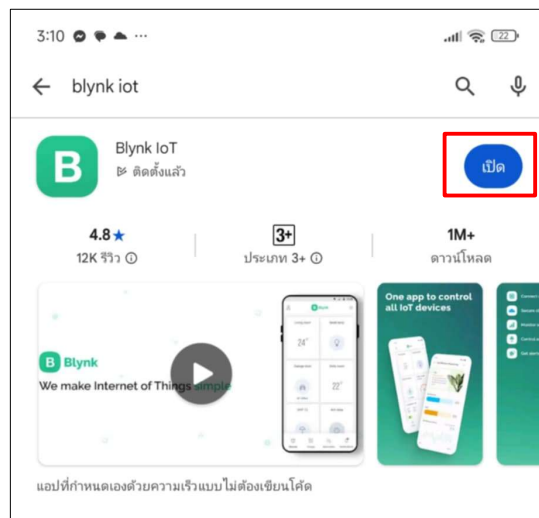 3:10
22
blynk iot
Blynk IoT
ติดตั้งแล้ว
เปิด
4.8★
3+
1M+
12K รีวิว
ประเภท 3+
ดาวน์โหลด
B Blynk
We make Internet of Things simple
Blynk
24°
22°
One app to control
all IoT devices
แอปที่กำหนดเองด้วยความเร็วแบบไม่ต้องเขียนโค้ด